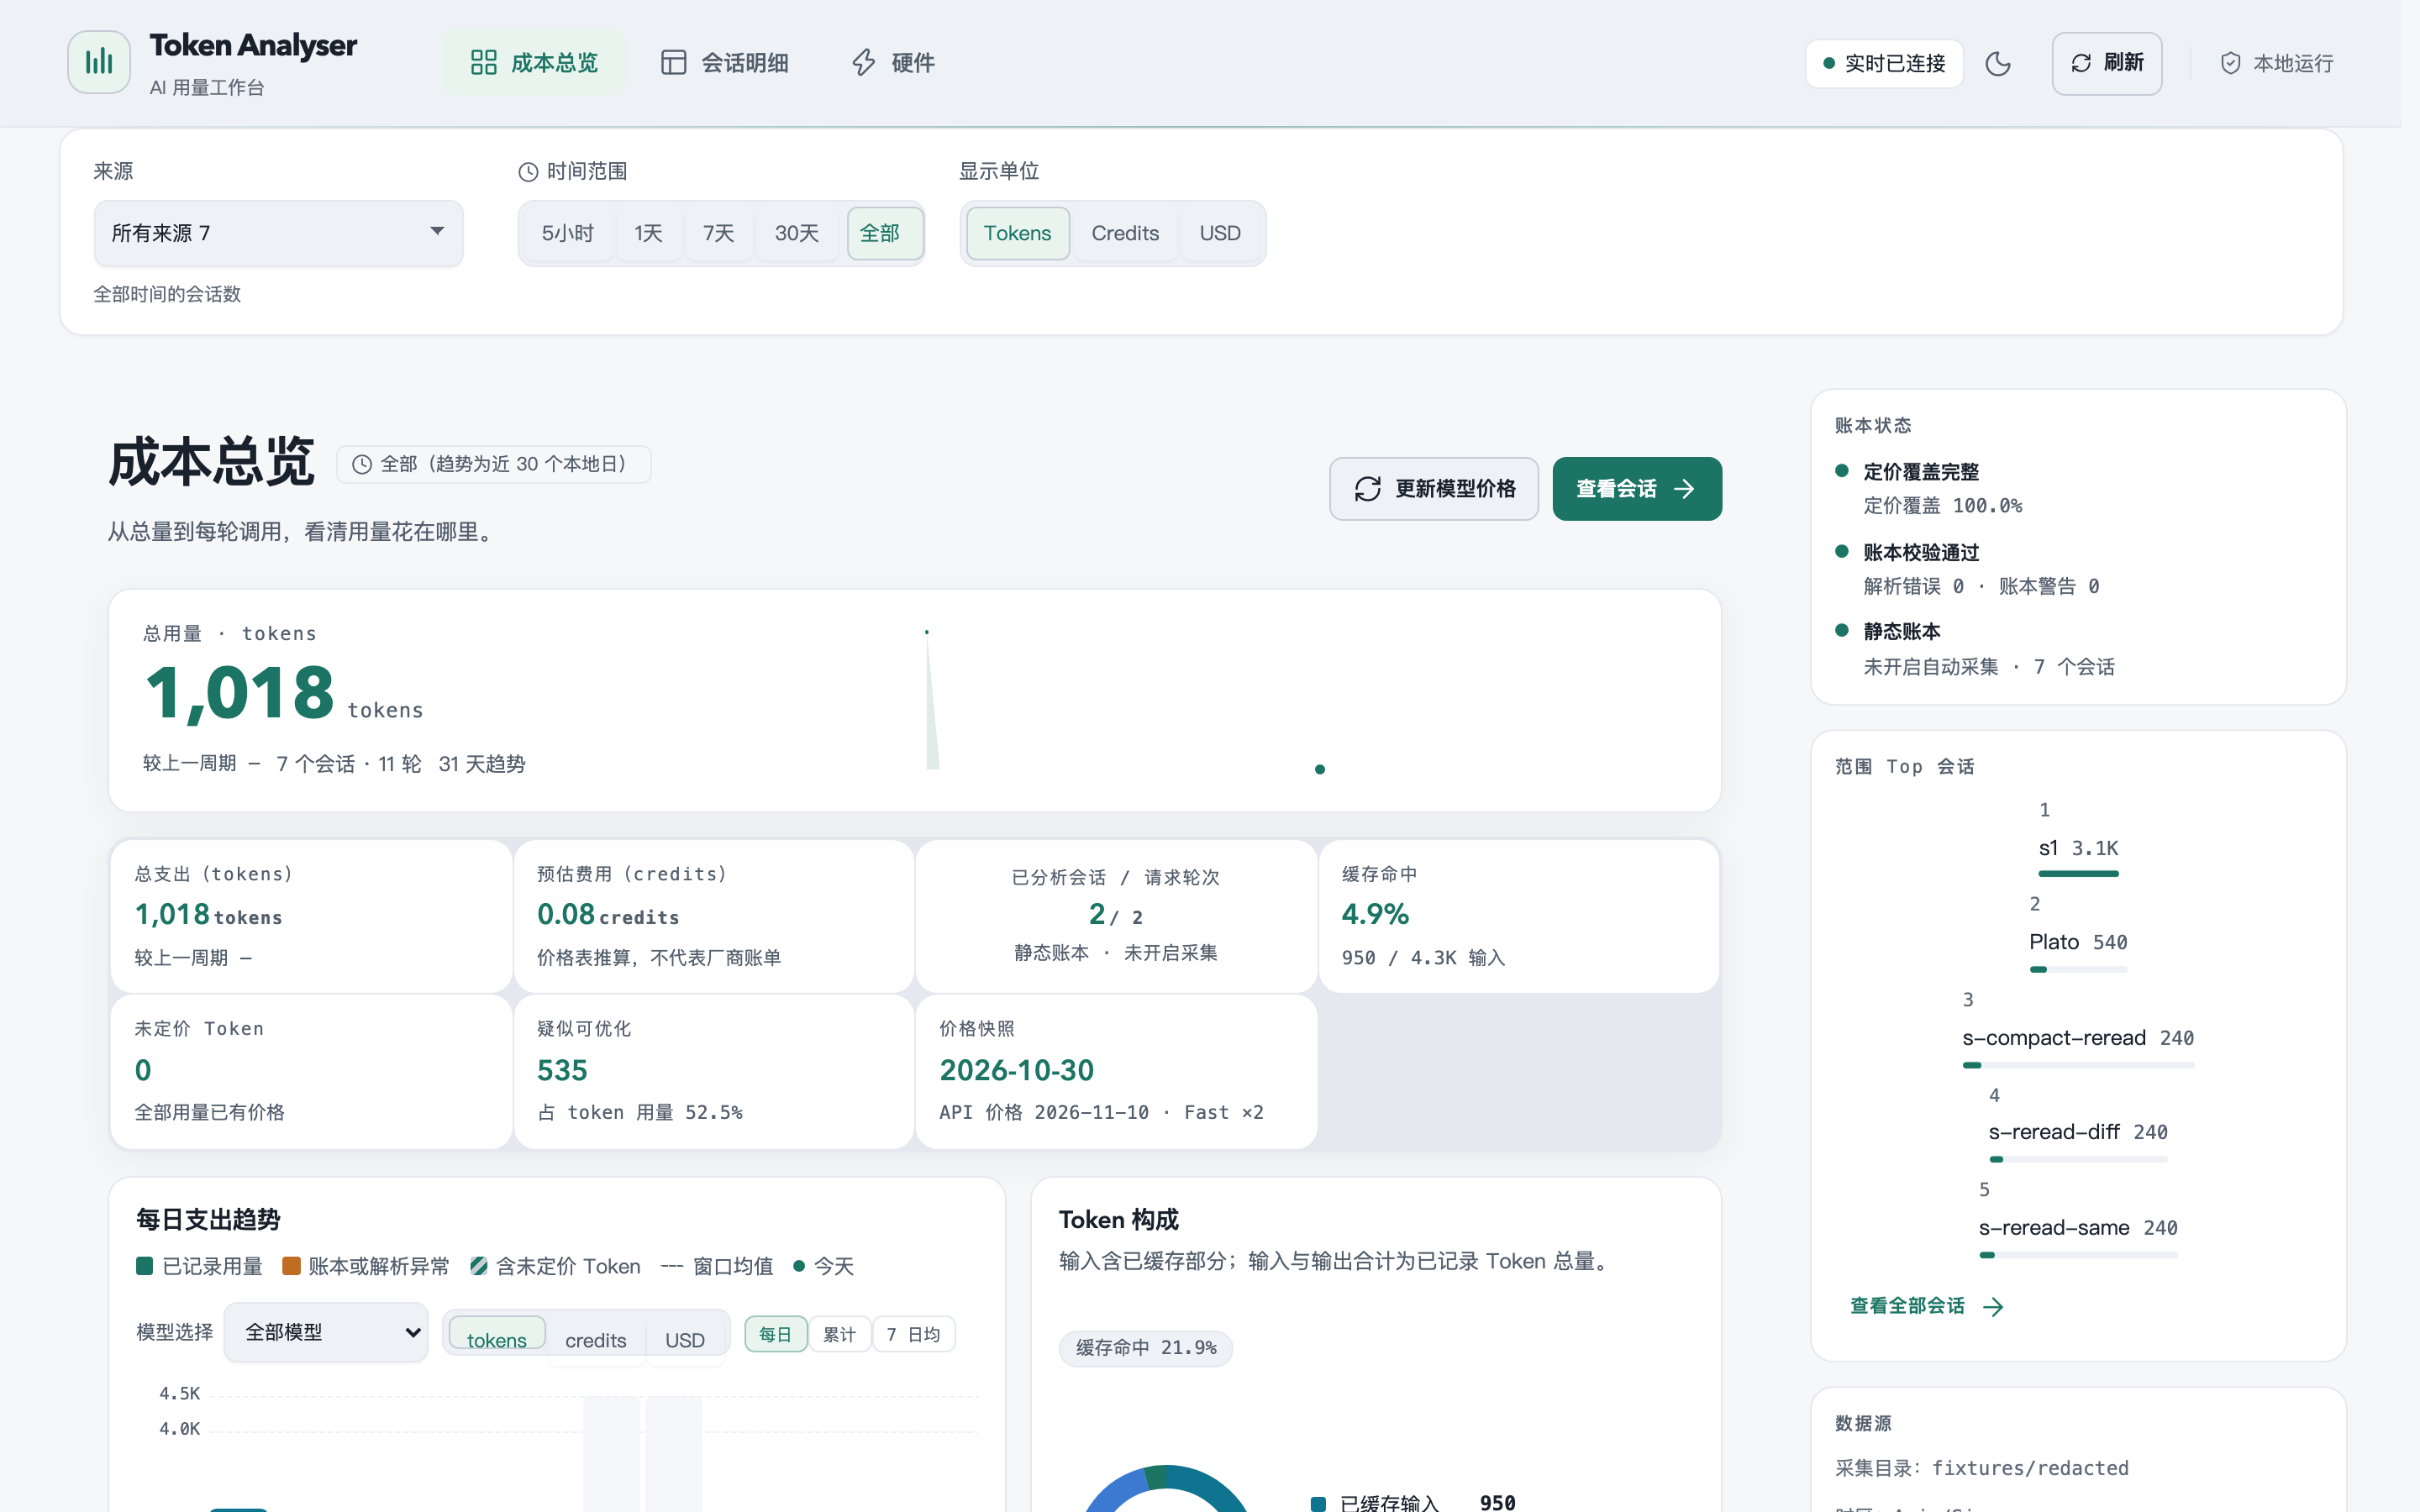 Token Analyser
AI 用量工作台
成本总览
会话明细
硬件
实时已连接
刷新
本地运行
来源
所有来源 7
全部时间的会话数
时间范围
5小时 1天 7天 30天 全部
显示单位
Tokens Credits USD
成本总览
全部（趋势为近 30 个本地日）
从总量到每轮调用，看清用量花在哪里。
更新模型价格
查看会话
总用量 · tokens
1,018 tokens
较上一周期 — 7 个会话 · 11 轮 31 天趋势
总支出 (tokens)
1,018 tokens
较上一周期 —
预估费用 (credits)
0.08 credits
价格表推算，不代表厂商账单
已分析会话 / 请求轮次
2 / 2
静态账本 · 未开启采集
缓存命中
4.9%
950 / 4.3K 输入
未定价 Token
0
全部用量已有价格
疑似可优化
535
占 token 用量 52.5%
价格快照
2026-10-30
API 价格 2026-11-10 · Fast ×2
每日支出趋势
已记录用量 账本或解析异常 含未定价 Token 窗口均值 今天
模型选择 全部模型 tokens credits USD 每日 累计 7 日均
4.5K
4.0K
Token 构成
输入含已缓存部分；输入与输出合计为已记录 Token 总量。
缓存命中 21.9%
已缓存输入 950
账本状态
定价覆盖完整
定价覆盖 100.0%
账本校验通过
解析错误 0 · 账本警告 0
静态账本
未开启自动采集 · 7 个会话
范围 Top 会话
1
s1 3.1K
2
Plato 540
3
s-compact-reread 240
4
s-reread-diff 240
5
s-reread-same 240
查看全部会话
数据源
采集目录: fixtures/redacted